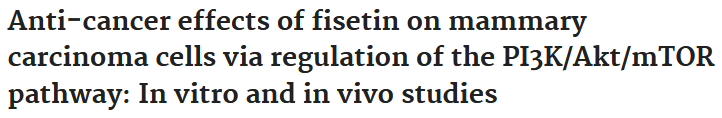 Anti-cancer effects of fisetin on mammary
carcinoma cells via regulation of the PI3K/Akt/mTOR
pathway: In vitro and in vivo studies